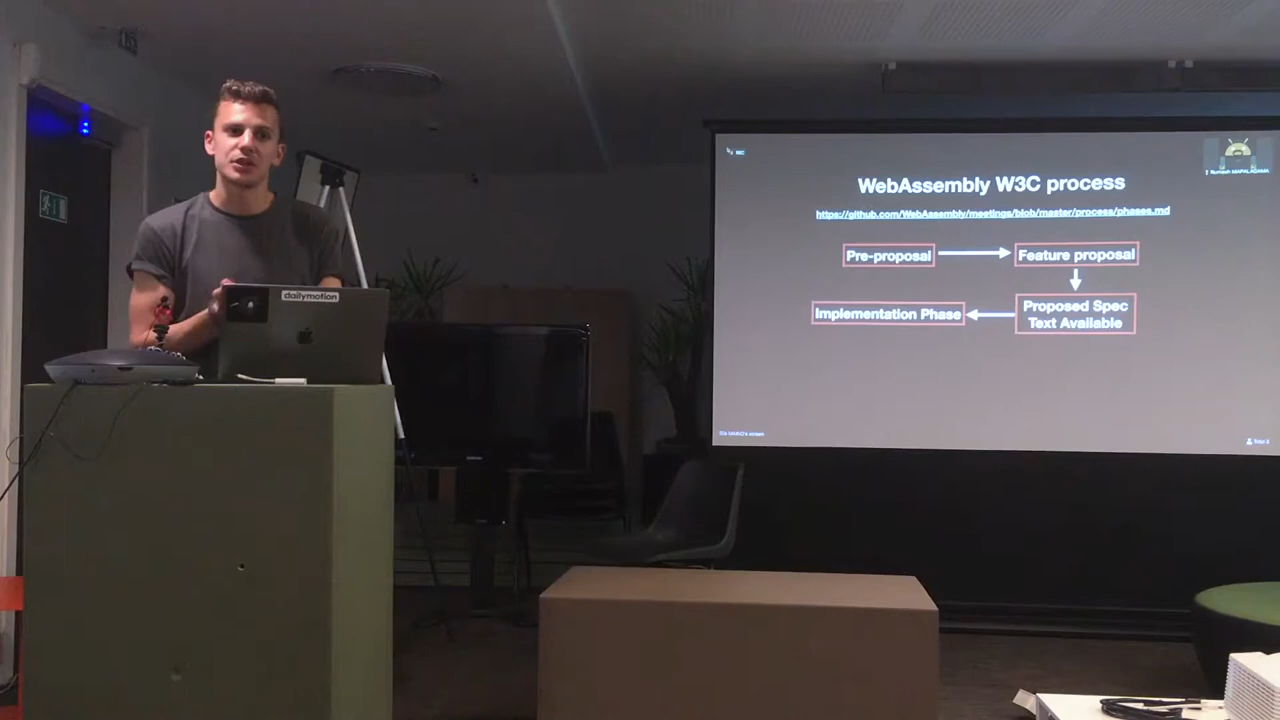 dailymotion
REC
WebAssembly W3C process
https://github.com/WebAssembly/meetings/blob/master/process/phases.md
Pre-proposal
Feature proposal
Proposed Spec
Text Available
Implementation Phase